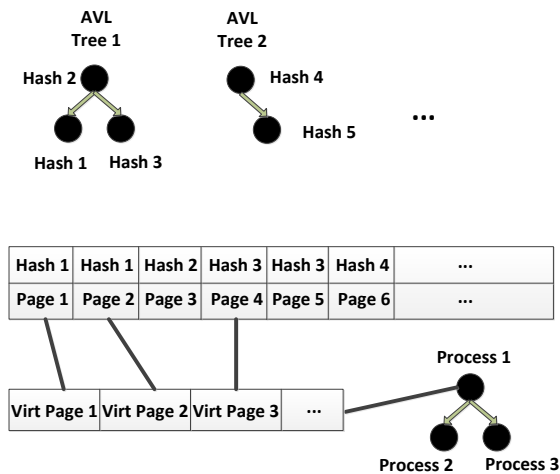 AVL
Tree 1
AVL
Tree 2
Hash 2
Hash 4
Hash 1
Hash 3
Hash 5
...
Hash 1 Hash 1 Hash 2 Hash 3 Hash 3 Hash 4 ...
Page 1 Page 2 Page 3 Page 4 Page 5 Page 6 ...
Process 1
Virt Page 1 Virt Page 2 Virt Page 3 ...
Process 2
Process 3